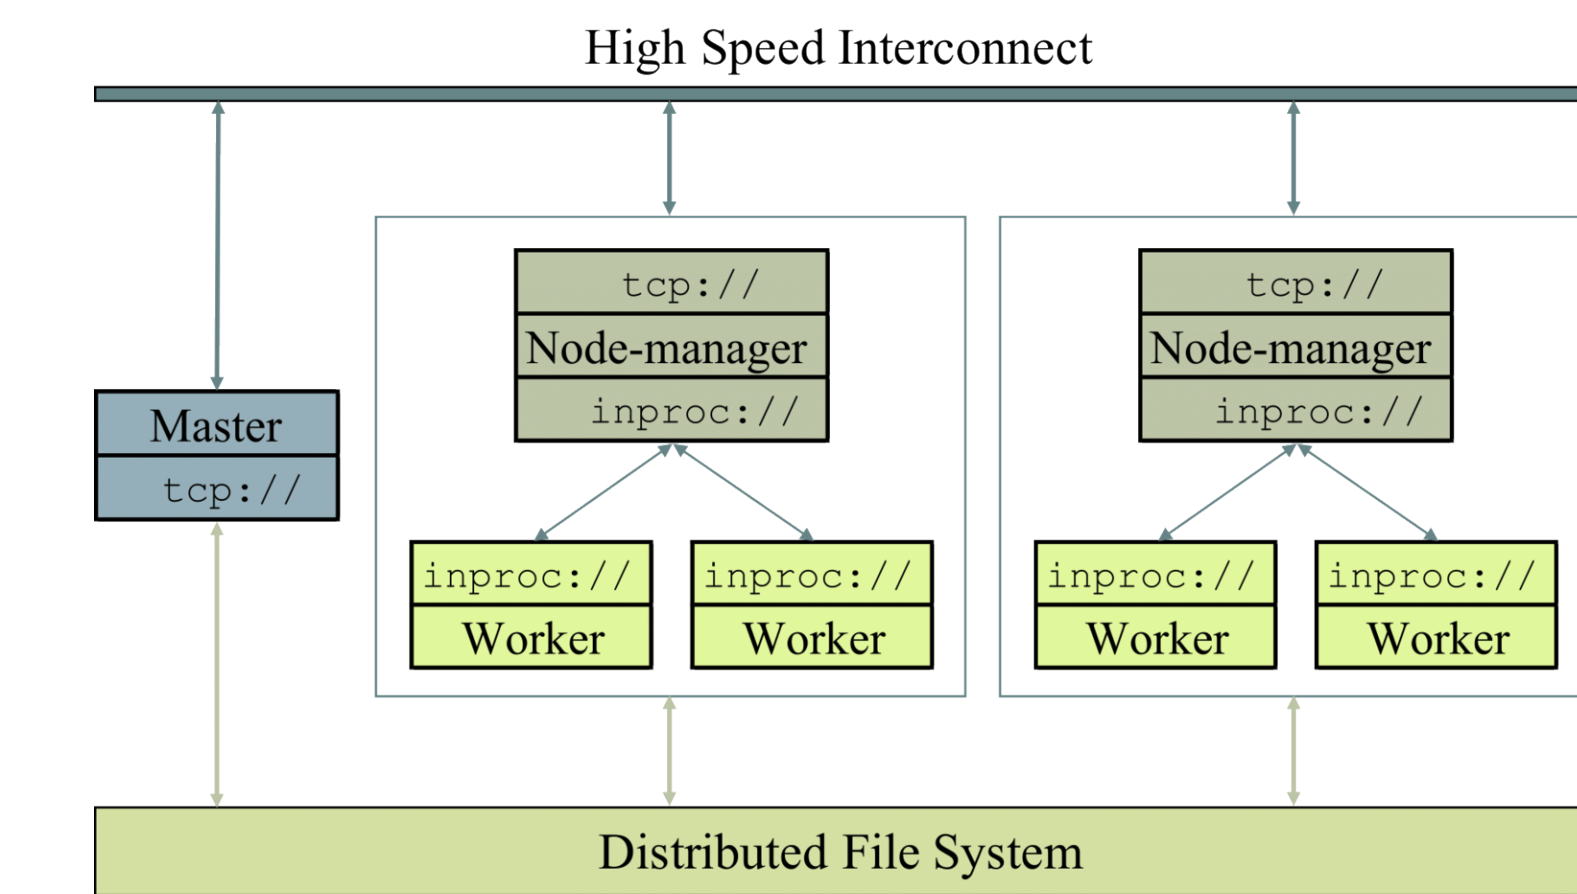 High Speed Interconnect
tcp://
Node-manager
inproc://
tcp://
Node-manager
inproc://
Master
tcp://
inproc://
Worker
inproc://
Worker
inproc://
Worker
inproc://
Worker
Distributed File System